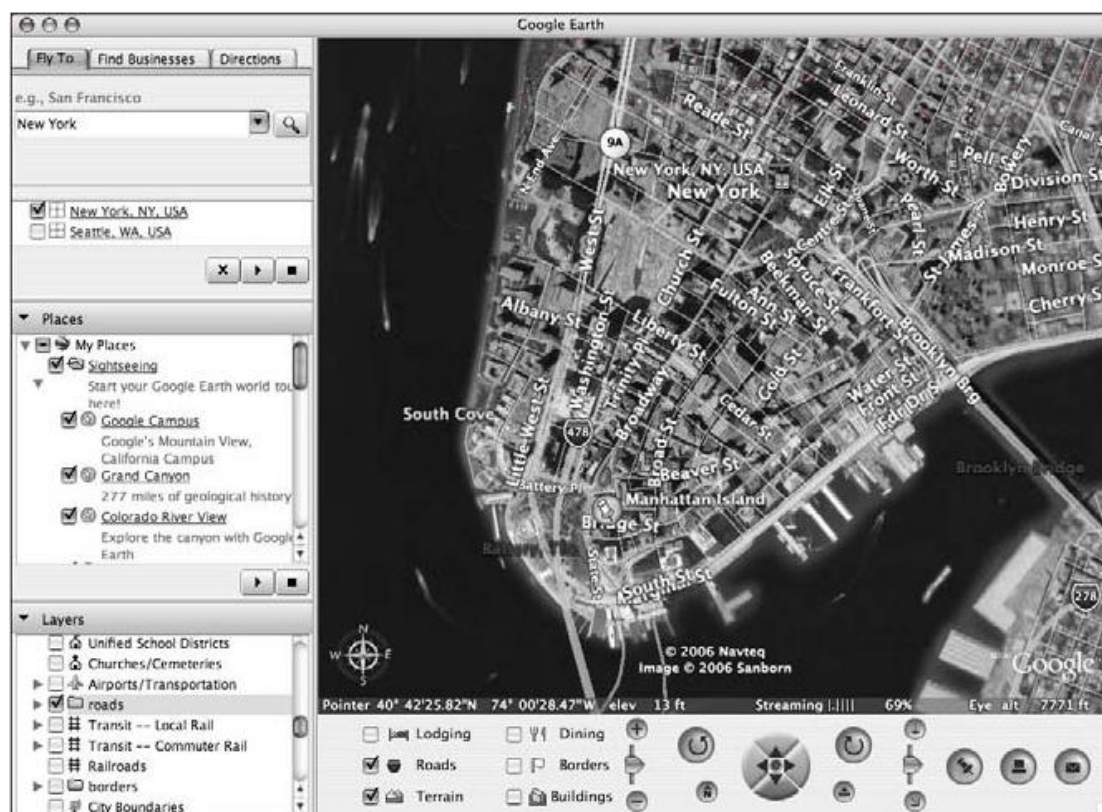 Google Earth
Fly To
Find Businesses
Directions
e.g., San Francisco
New York
New York, NY, USA
Seattle, WA, USA
Places
My Places
Sightseeing
Start your Google Earth world tou
here!
Google Campus
Google's Mountain View,
California Campus
Grand Canyon
277 miles of geological history
Colorado River View
Explore the canyon with Google
Earth
Layers
Unified School Districts
Churches/Cemeteries
Airports/Transportation
roads
Transit -- Local Rail
Transit -- Commuter Rail
Railroads
borders
City Boundaries
Franklin St
Leonard St
Reade St
Canal
9A
N End Ave
New York, NY, USA
New York
Worth St
Pell S
Bowery
Division St
Elk St
Pearl St
Henry St
Centre St
St James
Madison St
Monroe S
Cherry St
West St
Church St
Spruce St
Beekman St
Ann St
Fulton St
Frankfort St
Brooklyn Brg
Albany St
Washington St
Liberty St
Trinity Pl
Broadway
Cold St
Water St
Front St
Fdr Dr S
South Cove
Little West St
478
Cedar St
Broad St
Beaver St
Brooklyn Bridge
Battery Pl
Manhattan Island
Bridge St
State S
South St
278
N
W
E
© 2006 Navteq
Image © 2006 Sanborn
Google
Pointer 40° 42'25.82"N 74° 00'28.47"W elev 13 ft Streaming |.|||| 69% Eye alt 7771 ft
Lodging
Dining
Roads
Borders
Terrain
Buildings